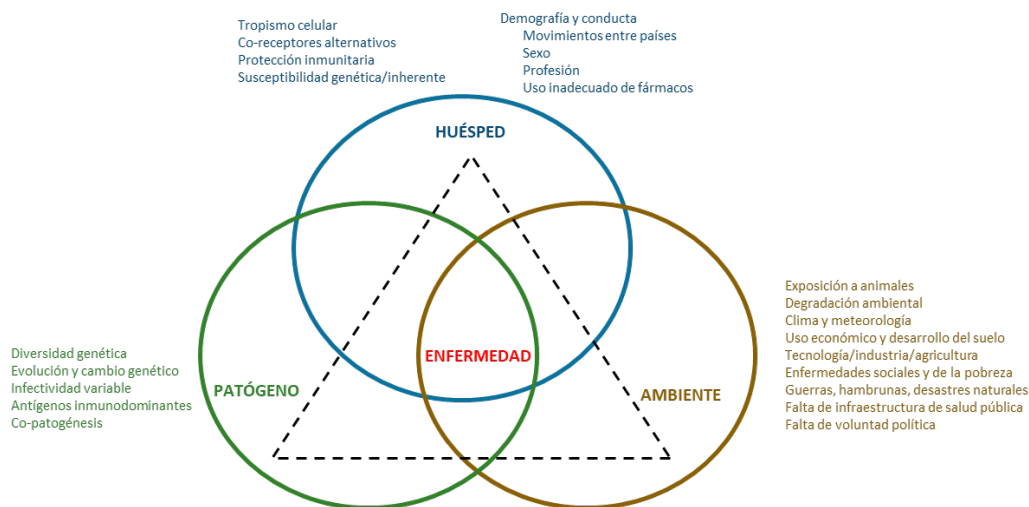 Tropismo celular
Co-receptores alternativos
Protección inmunitaria
Susceptibilidad genética/inherente
Demografía y conducta
Movimientos entre países
Sexo
Profesión
Uso inadecuado de fármacos
HUÉSPED
Exposición a animales
Degradación ambiental
Clima y meteorología
Uso económico y desarrollo del suelo
Tecnología/industria/agricultura
Enfermedades sociales y de la pobreza
Guerras, hambrunas, desastres naturales
Falta de infraestructura de salud pública
Falta de voluntad política
Diversidad genética
Evolución y cambio genético
Infectividad variable
Antígenos inmunodominantes
Co-patogénesis
PATÓGENO
ENFERMEDAD
AMBIENTE